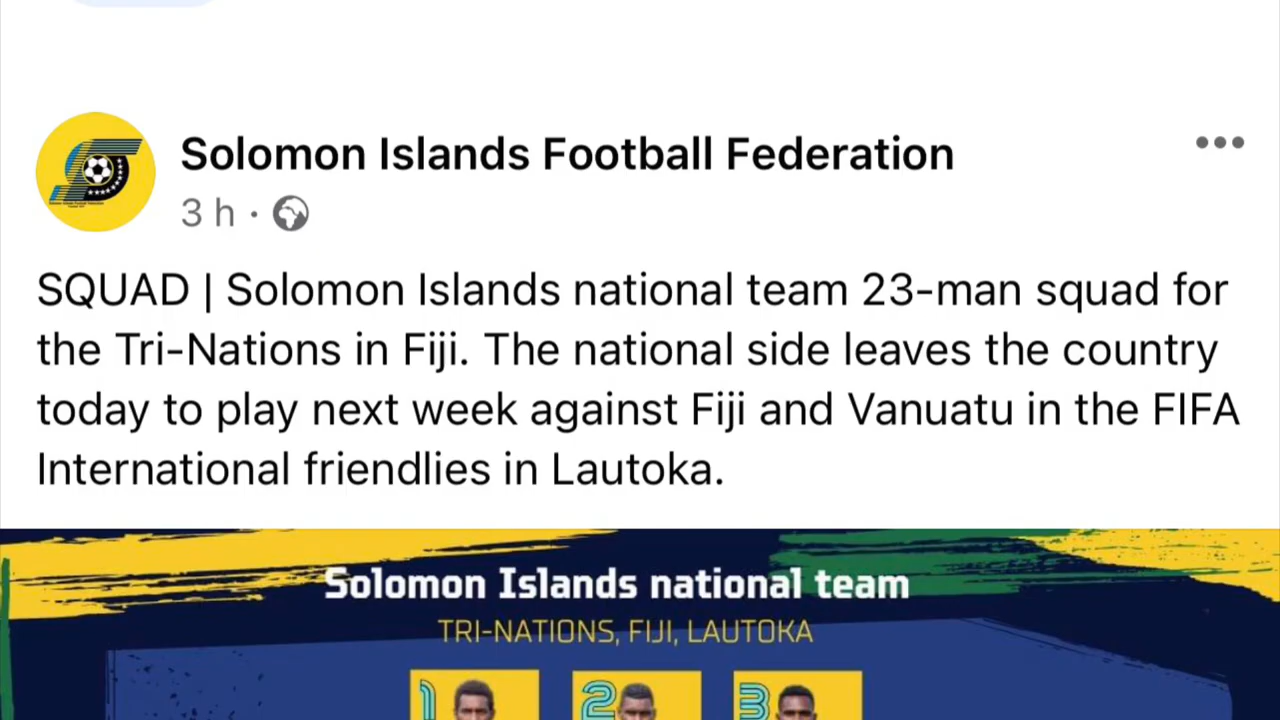 Solomon Islands Football Federation
3 h ·
SQUAD | Solomon Islands national team 23-man squad for
the Tri-Nations in Fiji. The national side leaves the country
today to play next week against Fiji and Vanuatu in the FIFA
International friendlies in Lautoka.
Solomon Islands national team
TRI-NATIONS, FIJI, LAUTOKA
1 2 3